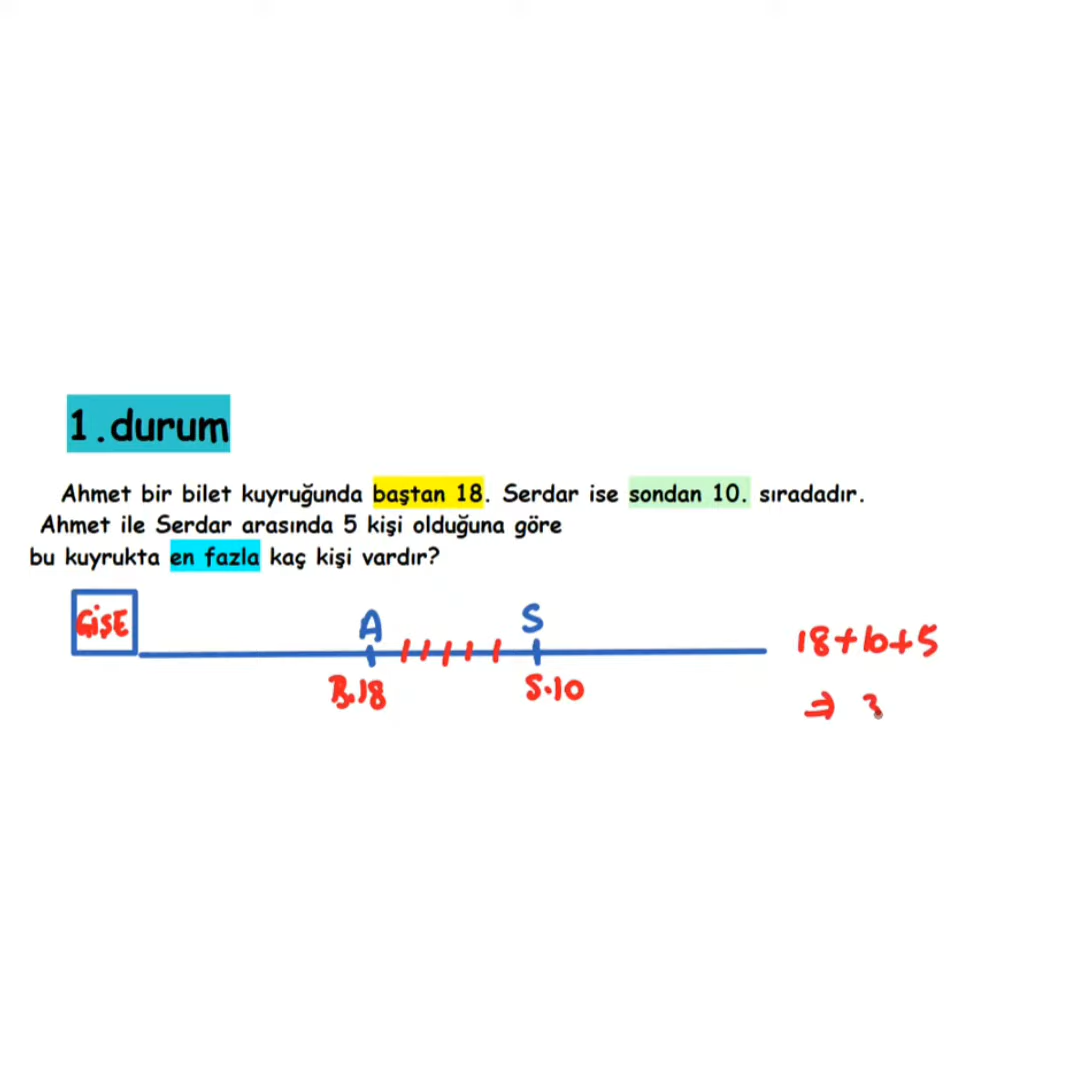 1.durum
Ahmet bir bilet kuyruğunda baştan 18. Serdar ise sondan 10. sıradadır.
Ahmet ile Serdar arasında 5 kişi olduğuna göre
bu kuyrukta en fazla kaç kişi vardır?
GİŞE
A
S
B.18
S.10
18+10+5
⇒ 3